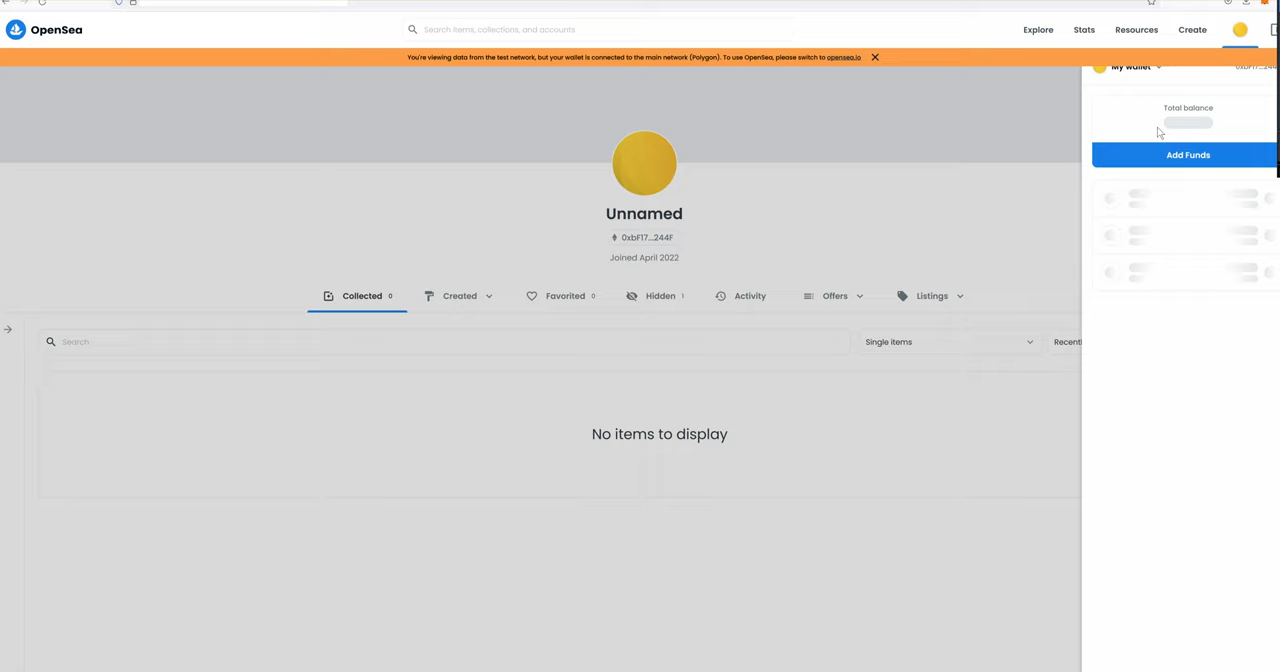 OpenSea
Search items, collections, and accounts
Explore
Stats
Resources
Create
You're viewing data from the test network, but your wallet is connected to the main network (Polygon). To use OpenSea, please switch to opensea.io
My wallet
Total balance
Add Funds
Unnamed
0xbF17...244F
Joined April 2022
Collected 0
Created
Favorited 0
Hidden 1
Activity
Offers
Listings
Search
Single items
Recentl
No items to display